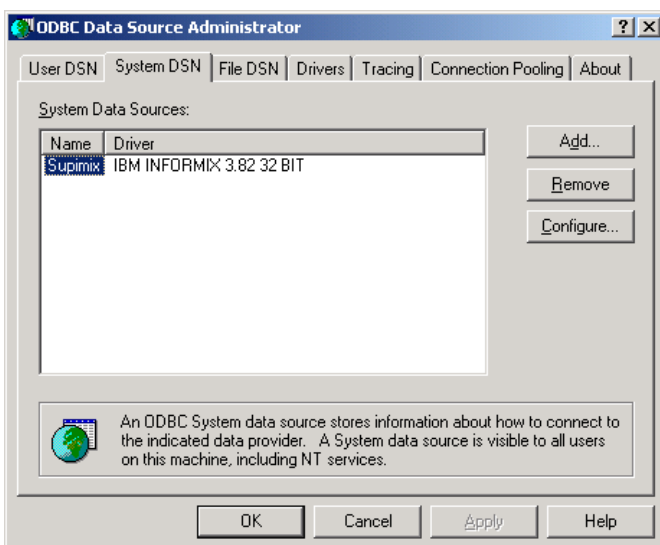 ODBC Data Source Administrator
User DSN System DSN File DSN Drivers Tracing Connection Pooling About
System Data Sources:
Name Driver
Supimix IBM INFORMIX 3.82 32 BIT
Add...
Remove
Configure...
An ODBC System data source stores information about how to connect to
the indicated data provider. A System data source is visible to all users
on this machine, including NT services.
OK Cancel Apply Help